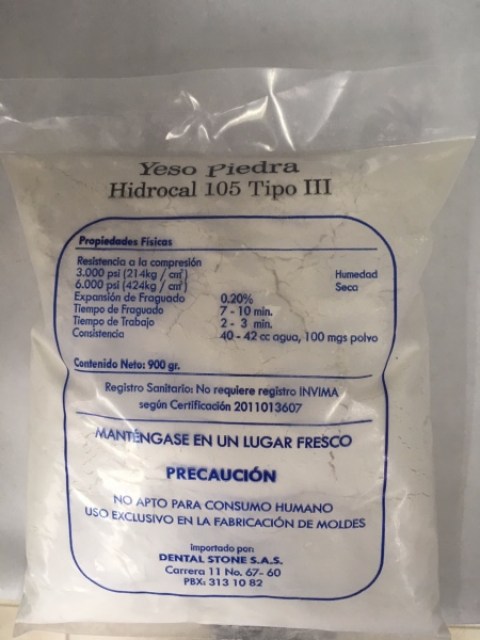 Yeso Piedra
Hidrocal 105 Tipo III
Propiedades Físicas
Resistencia a la compresión
3.000 psi (214kg / cm²) Humedad
6.000 psi (424kg / cm²) Seca
Expansión de Fraguado 0.20%
Tiempo de Fraguado 7 - 10 min.
Tiempo de Trabajo 2 - 3 min.
Consistencia 40 - 42 cc agua, 100 mgs polvo
Contenido Neto: 900 gr.
Registro Sanitario: No requiere registro INVIMA
según Certificación 2011013607
MANTÉNGASE EN UN LUGAR FRESCO
PRECAUCIÓN
NO APTO PARA CONSUMO HUMANO
USO EXCLUSIVO EN LA FABRICACIÓN DE MOLDES
importado por:
DENTAL STONE S.A.S.
Carrera 11 No. 67- 60
PBX: 313 10 82